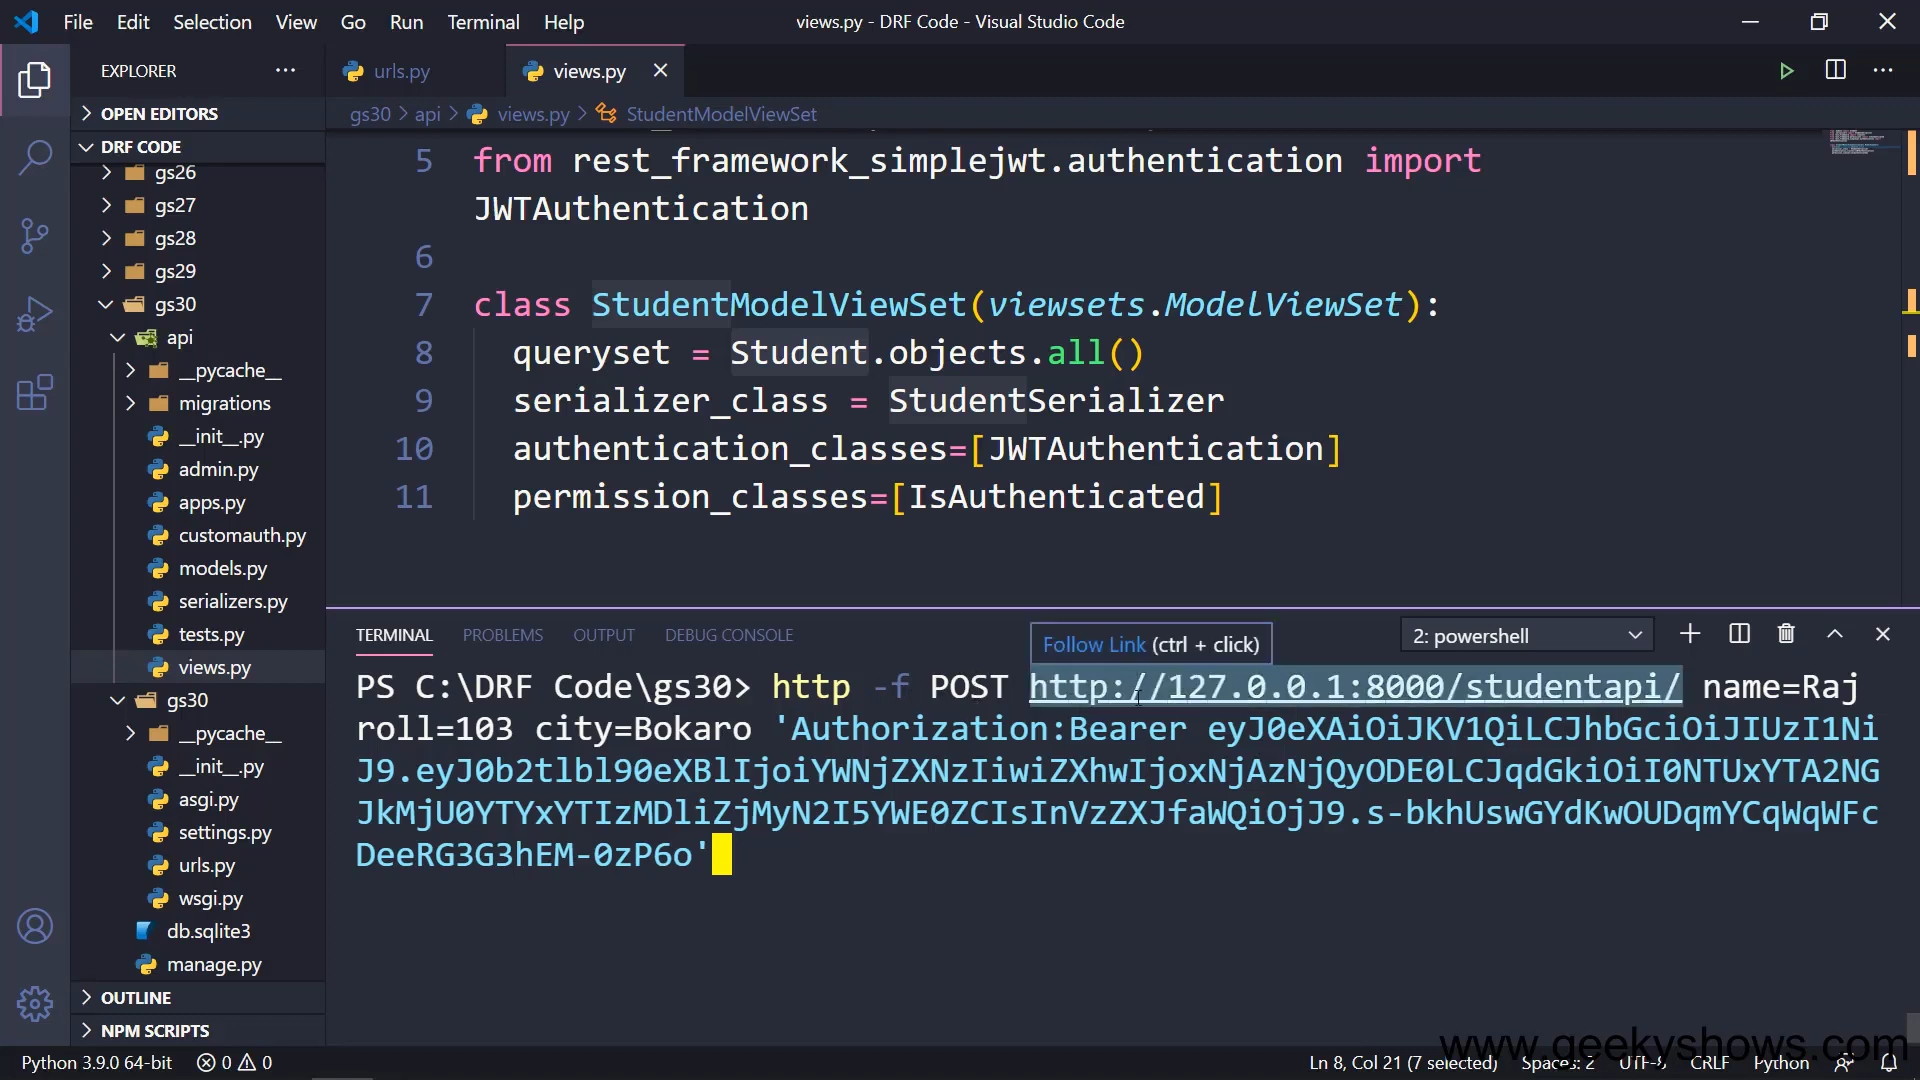 File Edit Selection View Go Run Terminal Help
views.py - DRF Code - Visual Studio Code
EXPLORER
OPEN EDITORS
DRF CODE
gs26
gs27
gs28
gs29
gs30
api
__pycache__
migrations
__init__.py
admin.py
apps.py
customauth.py
models.py
serializers.py
tests.py
views.py
gs30
__pycache__
__init__.py
asgi.py
settings.py
urls.py
wsgi.py
db.sqlite3
manage.py
OUTLINE
NPM SCRIPTS
urls.py views.py
gs30 > api > views.py > StudentModelViewSet
5 from rest_framework_simplejwt.authentication import
JWTAuthentication
6
7 class StudentModelViewSet(viewsets.ModelViewSet):
8 queryset = Student.objects.all()
9 serializer_class = StudentSerializer
10 authentication_classes=[JWTAuthentication]
11 permission_classes=[IsAuthenticated]
TERMINAL PROBLEMS OUTPUT DEBUG CONSOLE
Follow Link (ctrl + click)
2: powershell
PS C:\DRF Code\gs30> http -f POST http://127.0.0.1:8000/studentapi/ name=Raj
roll=103 city=Bokaro 'Authorization:Bearer eyJ0eXAiOiJKV1QiLCJhbGciOiJIUzI1Ni
J9.eyJ0b2tlbl90eXBlIjoiYWNjZXNzIiwiZXhwIjoxNjAzNjQyODE0LCJqdGkiOiI0NTUxYTA2NG
JkMjU0YTYxYTIzMDliZjMyN2I5YWE0ZCIsInVzZXJfaWQiOjJ9.s-bkhUswGYdKwOUDqmYCqWqWFc
DeeRG3G3hEM-0zP6o'
www.geekyshows.com
Python 3.9.0 64-bit 0 0
Ln 8, Col 21 (7 selected) Spaces: 2 UTF-8 CRLF Python